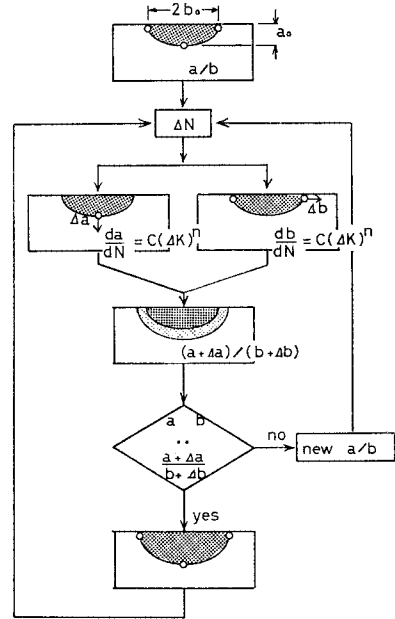 2b₀
a₀
a/b
ΔN
Δa
da/dN = C(ΔK)ⁿ
Δb
db/dN = C(ΔK)ⁿ
(a+Δa)/(b+Δb)
a b
..
a + Δa
b + Δb
no
new a/b
yes